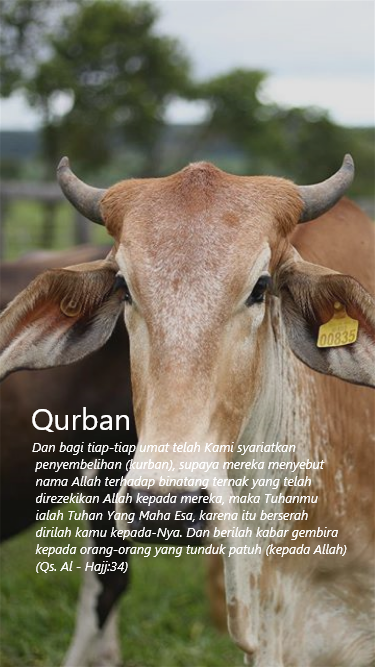 00835
Qurban
Dan bagi tiap-tiap umat telah Kami syariatkan
penyembelihan (kurban), supaya mereka menyebut
nama Allah terhadap binatang ternak yang telah
direzekikan Allah kepada mereka, maka Tuhanmu
ialah Tuhan Yang Maha Esa, karena itu berserah
dirilah kamu kepada-Nya. Dan berilah kabar gembira
kepada orang-orang yang tunduk patuh (kepada Allah)
(Qs. Al - Hajj:34)